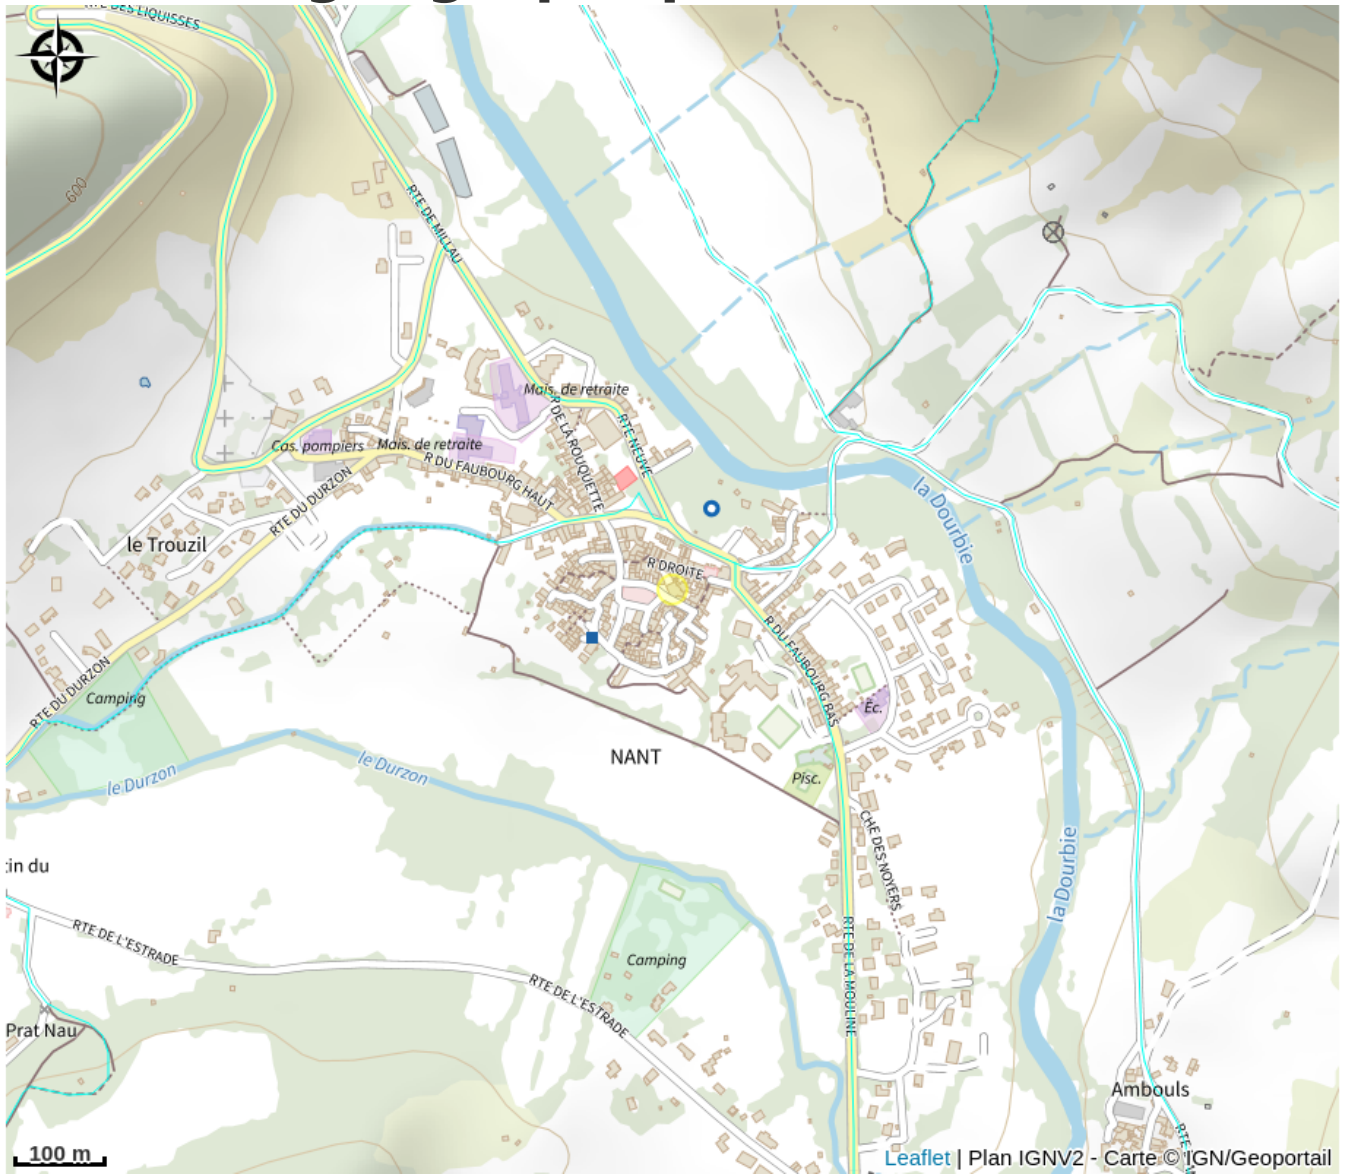 RTE DES LIQUISSES
600
RTE DE MILLAU
Mais. de retraite
R DE LA ROUQUETTE
RTE NEUVE
Cas. pompiers
Mais. de retraite
R DU FAUBOURG HAUT
RTE DU DURZON
le Trouzil
la Dourbie
R DROITE
R DU FAUBOURG BAS
RTE DU DURZON
Camping
Éc.
le Durzon
le Durzon
NANT
Pisc.
CHE DES NOYERS
la Dourbie
tin du
RTE DE L'ESTRADE
Camping
RTE DE L'ESTRADE
RTE DE LA MOULINE
Prat Nau
Ambouls
RTE
100 m
Leaflet | Plan IGNV2 - Carte © IGN/Geoportail